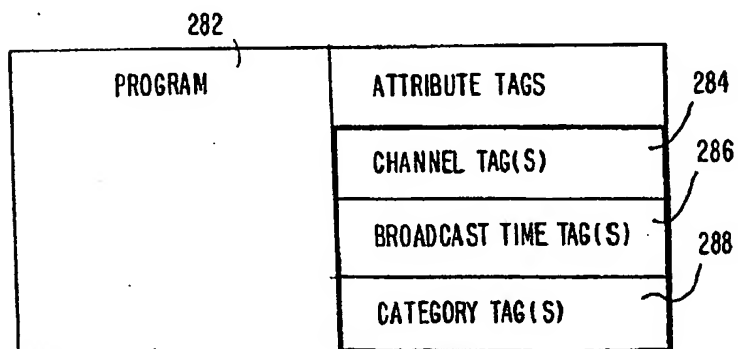 282
PROGRAM
ATTRIBUTE TAGS
284
CHANNEL TAG(S)
286
BROADCAST TIME TAG(S)
288
CATEGORY TAG(S)